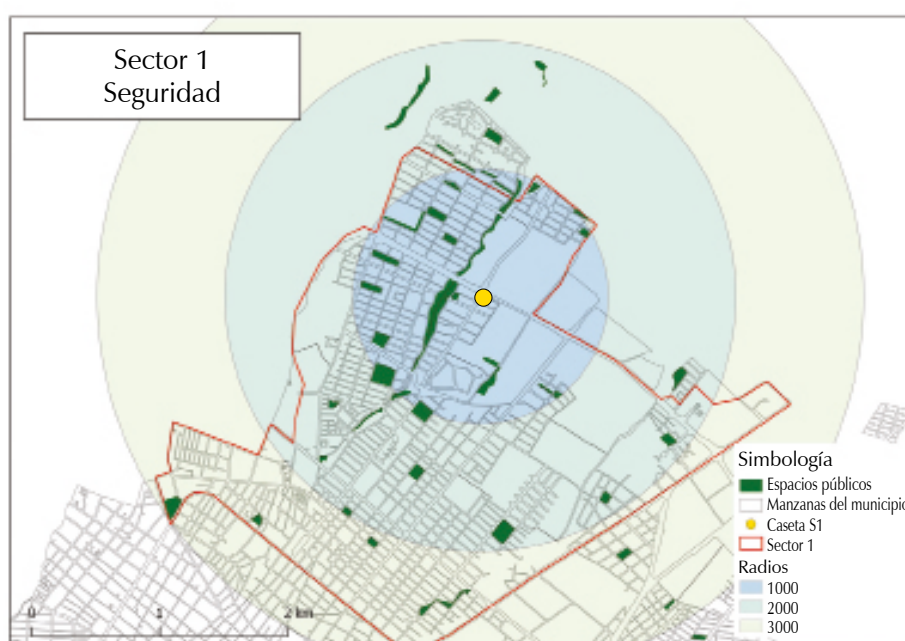 Sector 1
Seguridad
Simbología
Espacios públicos
Manzanas del municipio
Caseta S1
Sector 1
Radios
1000
2000
3000
0 1 2 km